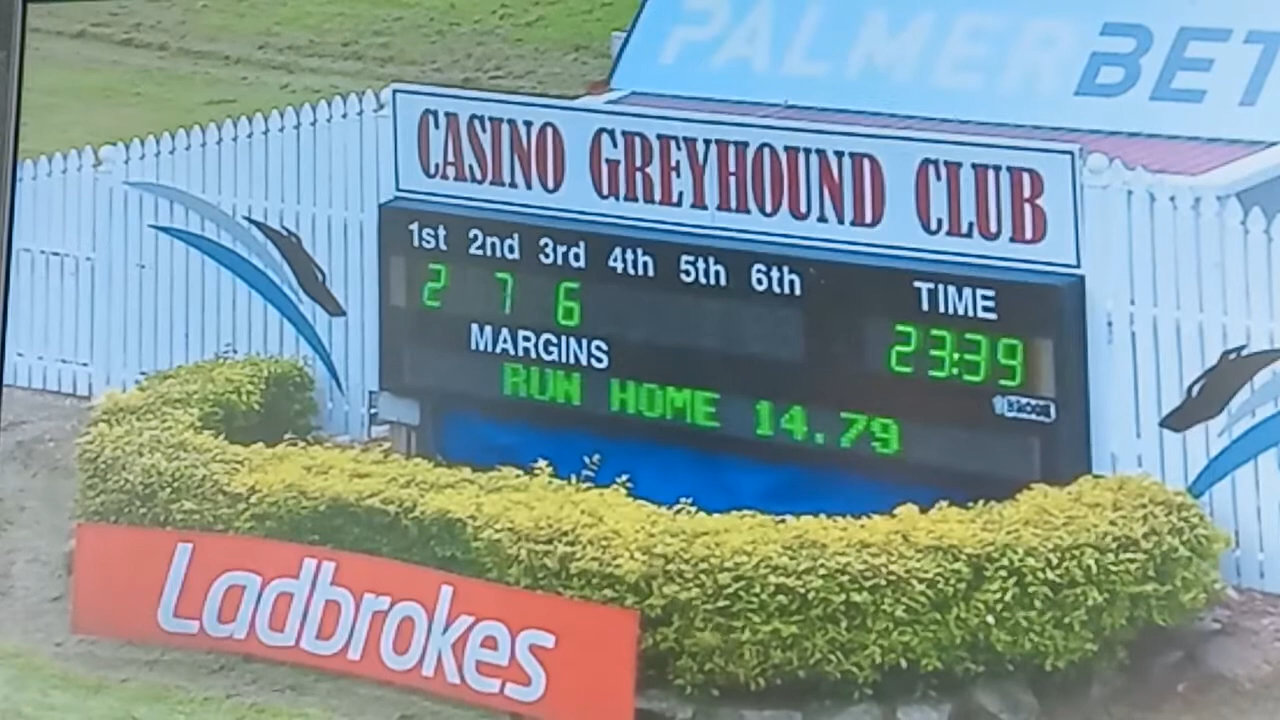 PALMERBET
CASINO GREYHOUND CLUB
1st 2nd 3rd 4th 5th 6th
TIME
2 7 6
23:39
MARGINS
RUN HOME 14.79
Ladbrokes